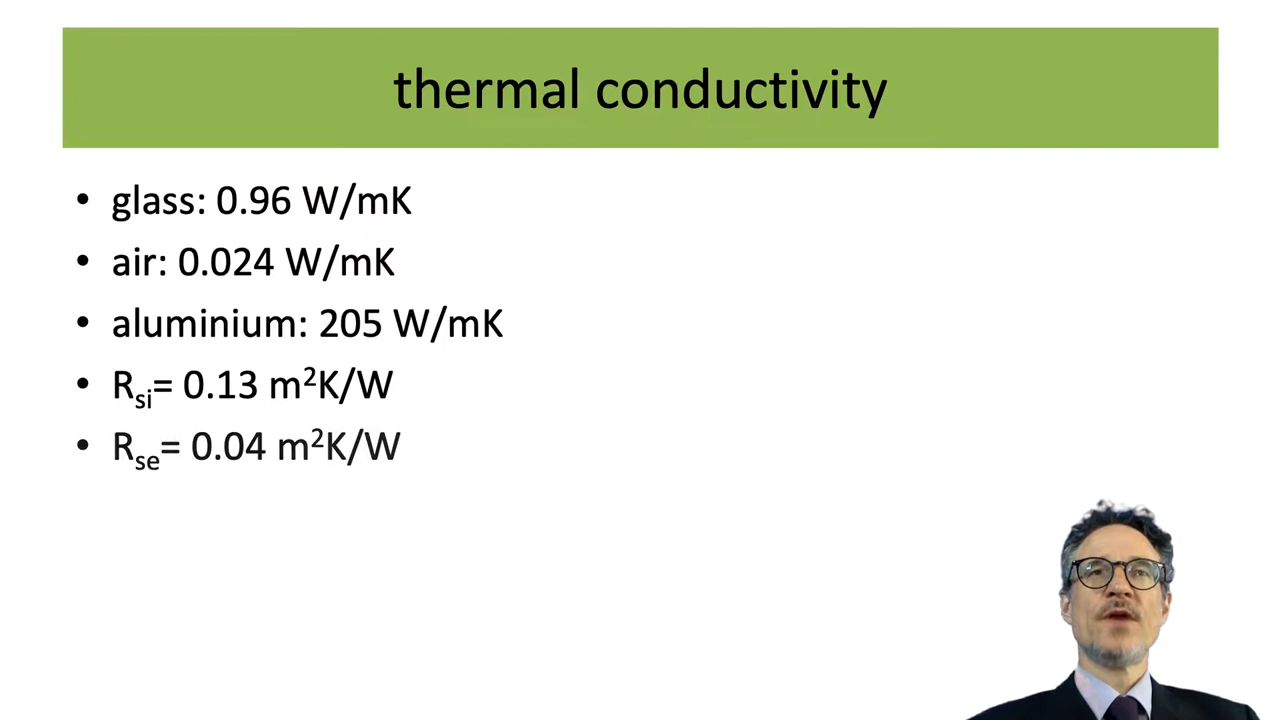 thermal conductivity
• glass: 0.96 W/mK
• air: 0.024 W/mK
• aluminium: 205 W/mK
• Rsi= 0.13 m²K/W
• Rse= 0.04 m²K/W